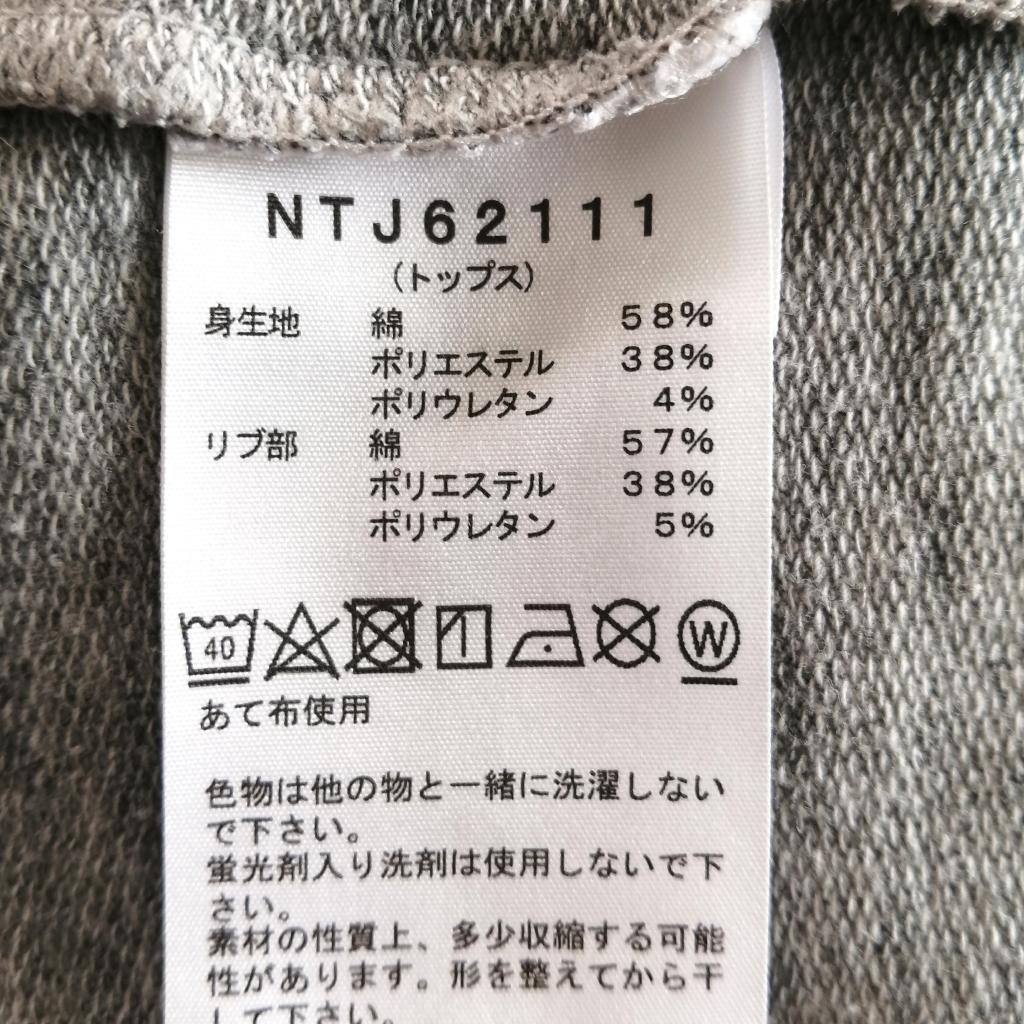 NTJ62111
(トップス)
身生地 綿 58%
ポリエステル 38%
ポリウレタン 4%
リブ部 綿 57%
ポリエステル 38%
ポリウレタン 5%
40 W
あて布使用
色物は他の物と一緒に洗濯しない
で下さい。
蛍光剤入り洗剤は使用しないで下
さい。
素材の性質上、多少収縮する可能
性があります。形を整えてから干
して下さい。